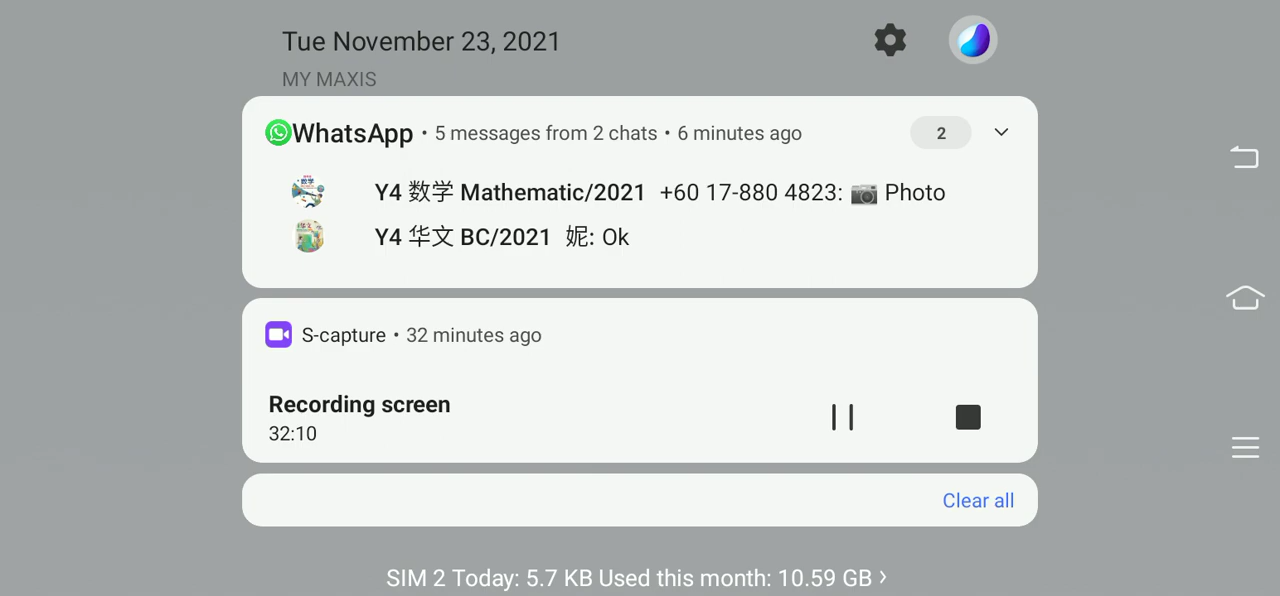 Tue November 23, 2021
MY MAXIS
WhatsApp • 5 messages from 2 chats • 6 minutes ago 2
Y4 数学 Mathematic/2021 +60 17-880 4823: 📷 Photo
Y4 华文 BC/2021 妮: Ok
S-capture • 32 minutes ago
Recording screen
32:10
Clear all
SIM 2 Today: 5.7 KB Used this month: 10.59 GB ›